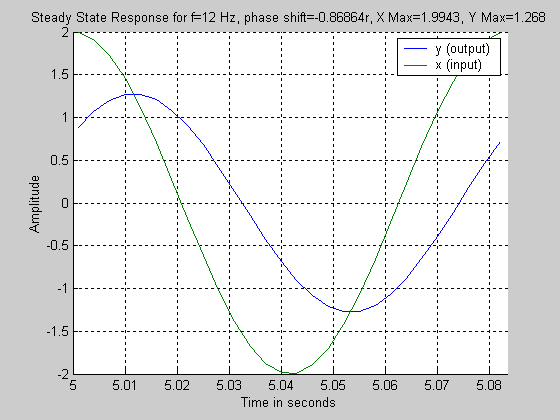 Steady State Response for f=12 Hz, phase shift=-0.86864r, X Max=1.9943, Y Max=1.268
2
1.5
1
0.5
0
-0.5
-1
-1.5
-2
Amplitude
y (output)
x (input)
5 5.01 5.02 5.03 5.04 5.05 5.06 5.07 5.08
Time in seconds